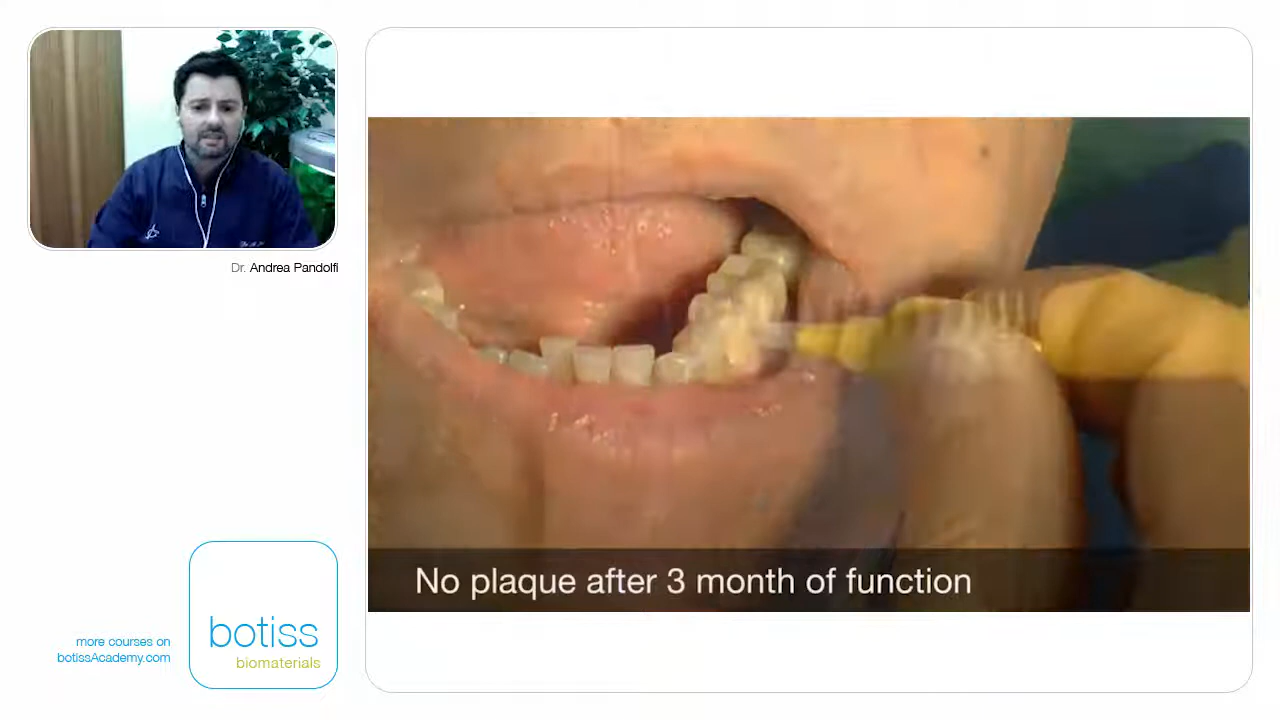 Dr. Andrea Pandolfi
No plaque after 3 month of function
more courses on
botissAcademy.com
botiss
biomaterials